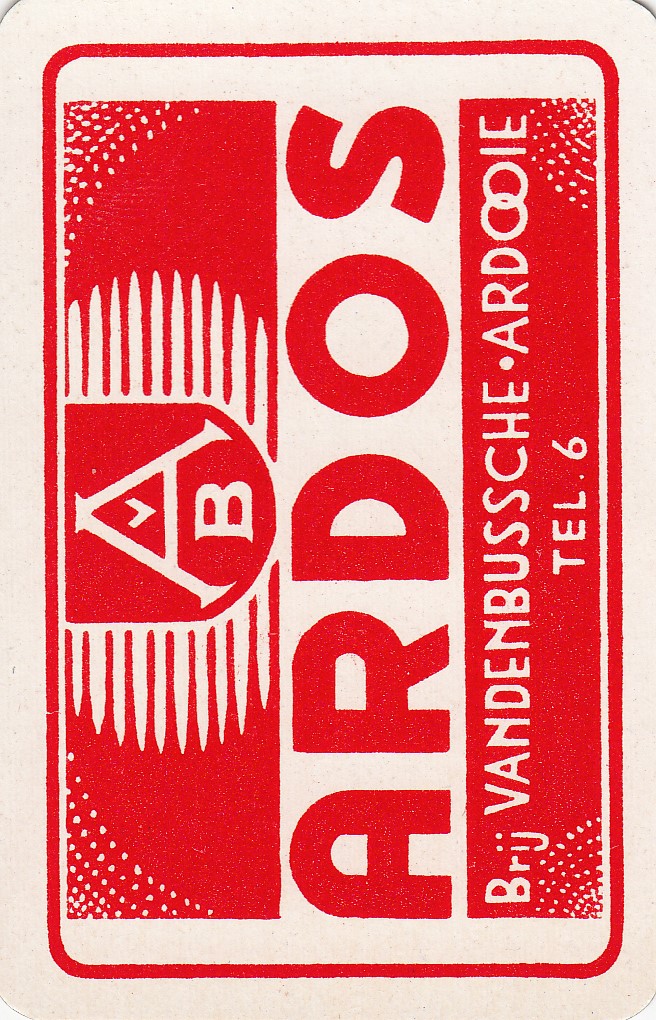 A
V
B
ARDOS
Brij VANDENBUSSCHE • ARDOOIE
TEL. 6